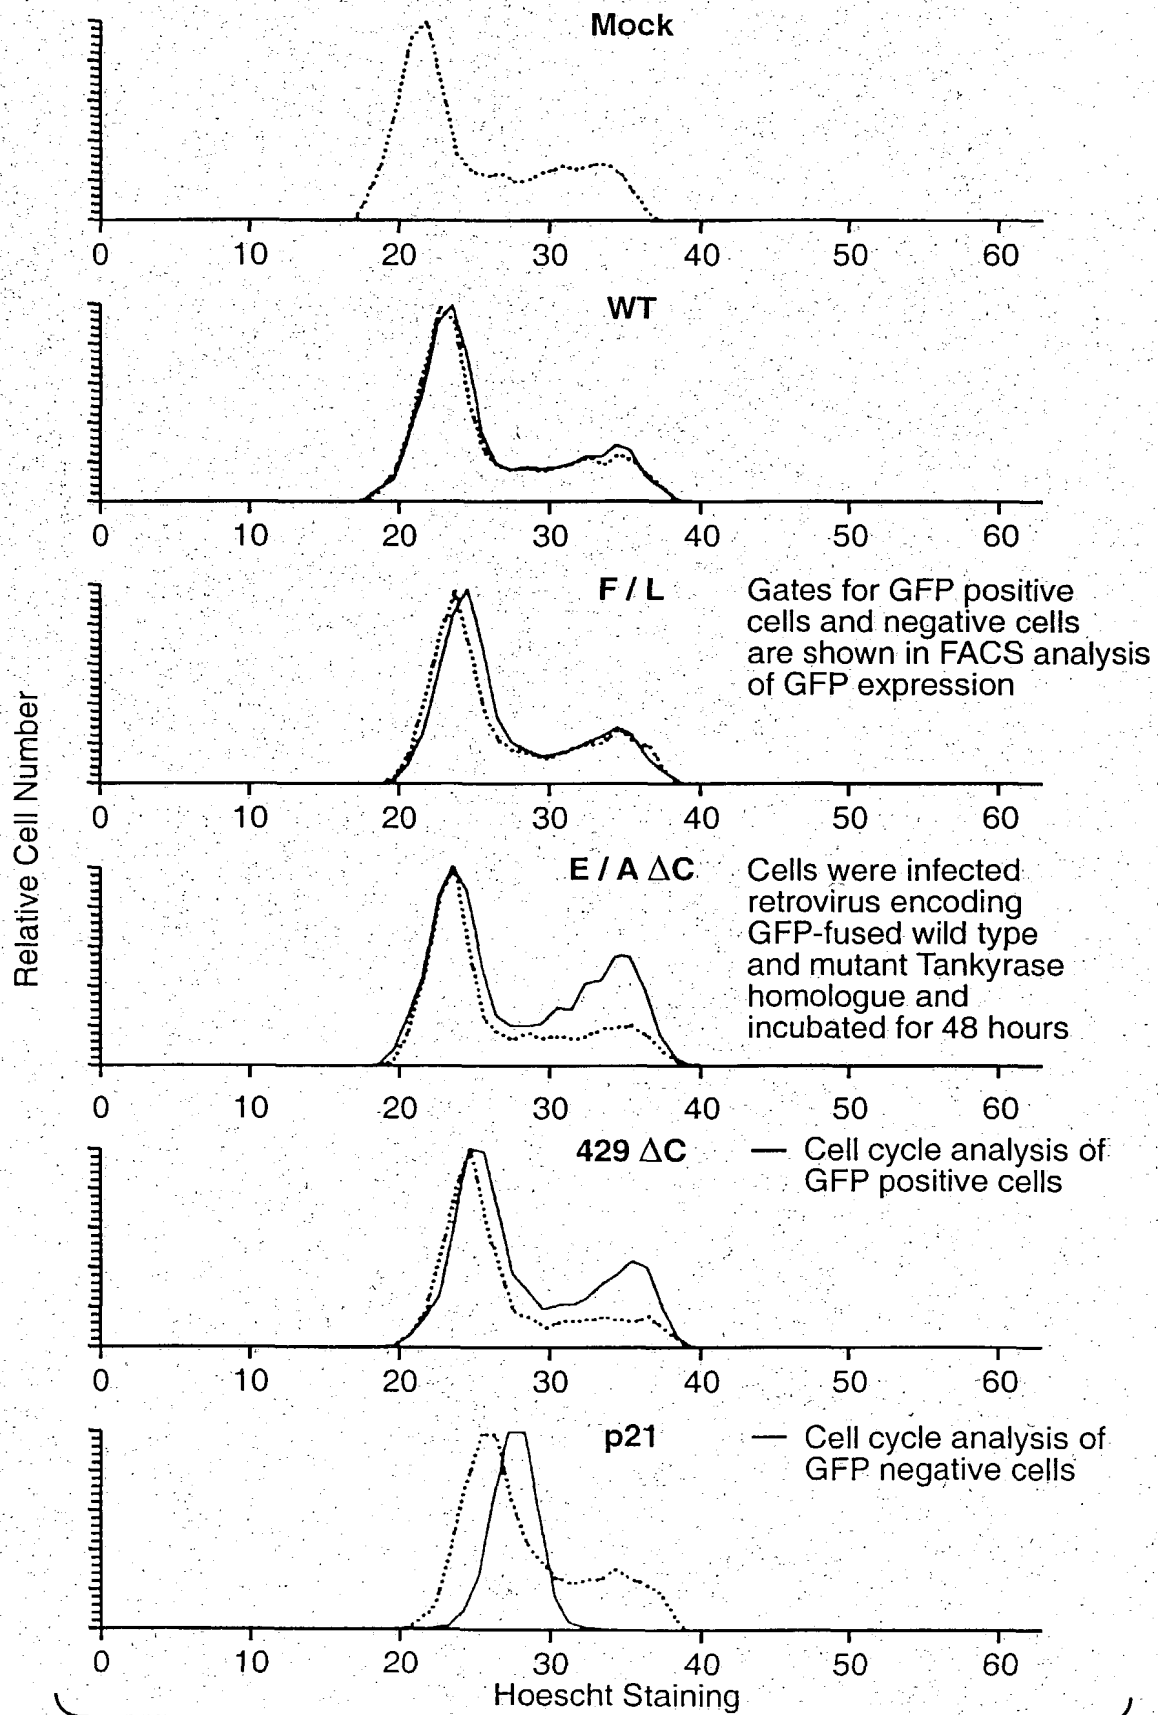 Mock
0 10 20 30 40 50 60
WT
0 10 20 30 40 50 60
F / L
Gates for GFP positive
cells and negative cells
are shown in FACS analysis
of GFP expression
0 10 20 30 40 50 60
E / A ΔC
Cells were infected
retrovirus encoding
GFP-fused wild type
and mutant Tankyrase
homologue and
incubated for 48 hours
0 10 20 30 40 50 60
429 ΔC
Cell cycle analysis of
GFP positive cells
0 10 20 30 40 50 60
p21
Cell cycle analysis of
GFP negative cells
0 10 20 30 40 50 60
Hoescht Staining
Relative Cell Number